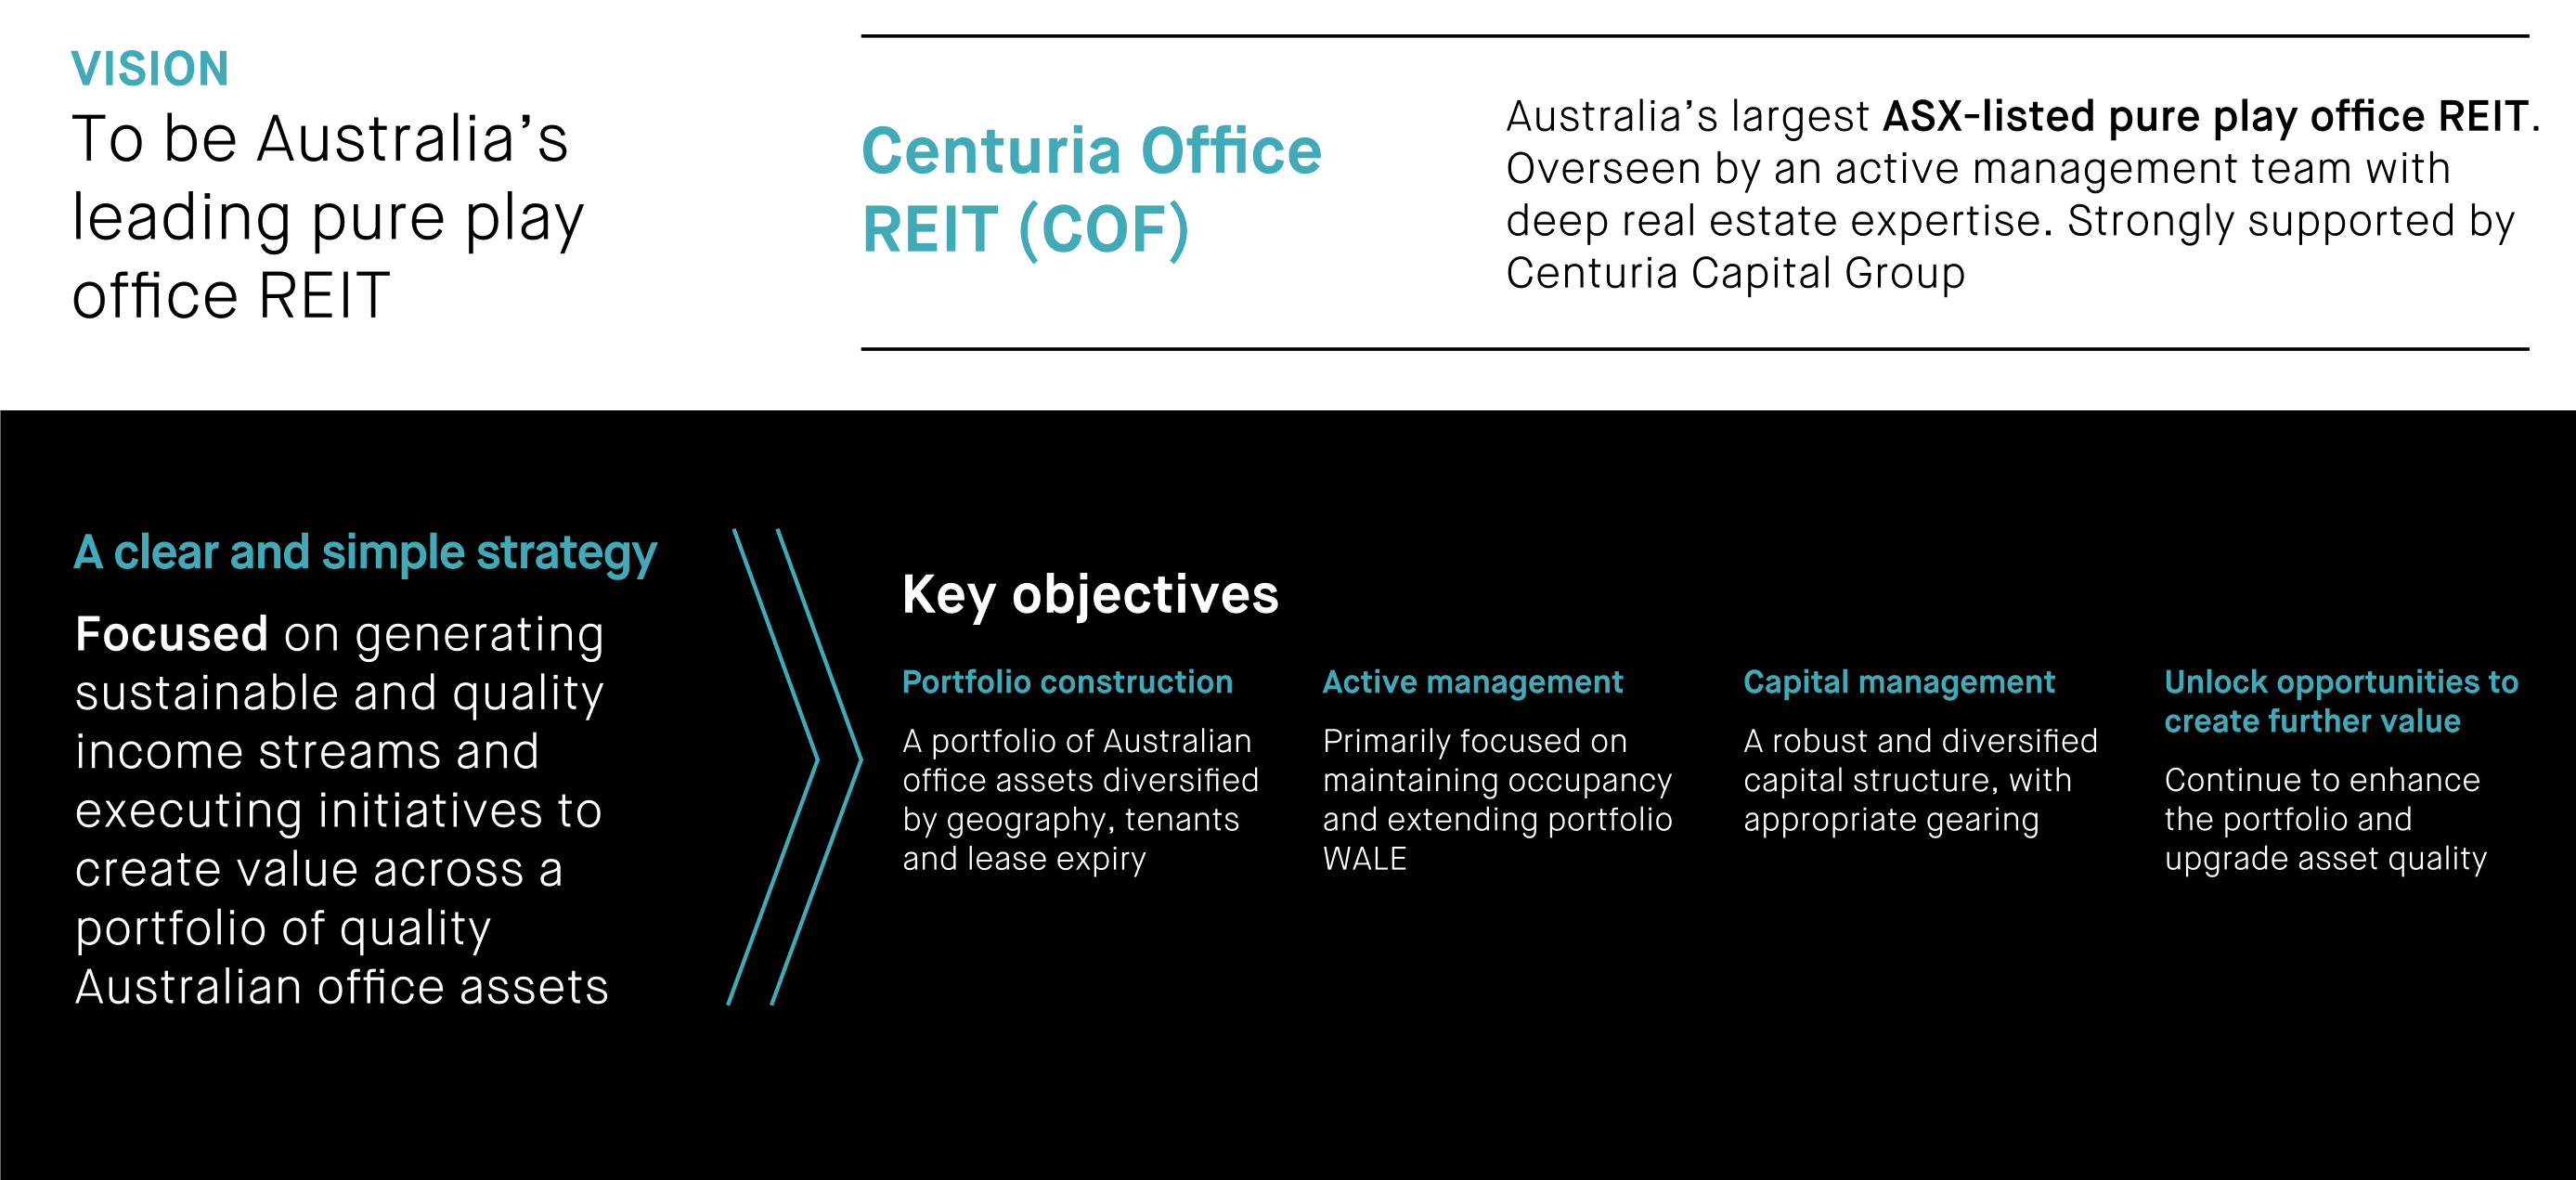 VISION
To be Australia’s
leading pure play
office REIT
Centuria Office
REIT (COF)
Australia’s largest ASX-listed pure play office REIT.
Overseen by an active management team with
deep real estate expertise. Strongly supported by
Centuria Capital Group
A clear and simple strategy
Focused on generating
sustainable and quality
income streams and
executing initiatives to
create value across a
portfolio of quality
Australian office assets
Key objectives
Portfolio construction
A portfolio of Australian
office assets diversified
by geography, tenants
and lease expiry
Active management
Primarily focused on
maintaining occupancy
and extending portfolio
WALE
Capital management
A robust and diversified
capital structure, with
appropriate gearing
Unlock opportunities to
create further value
Continue to enhance
the portfolio and
upgrade asset quality